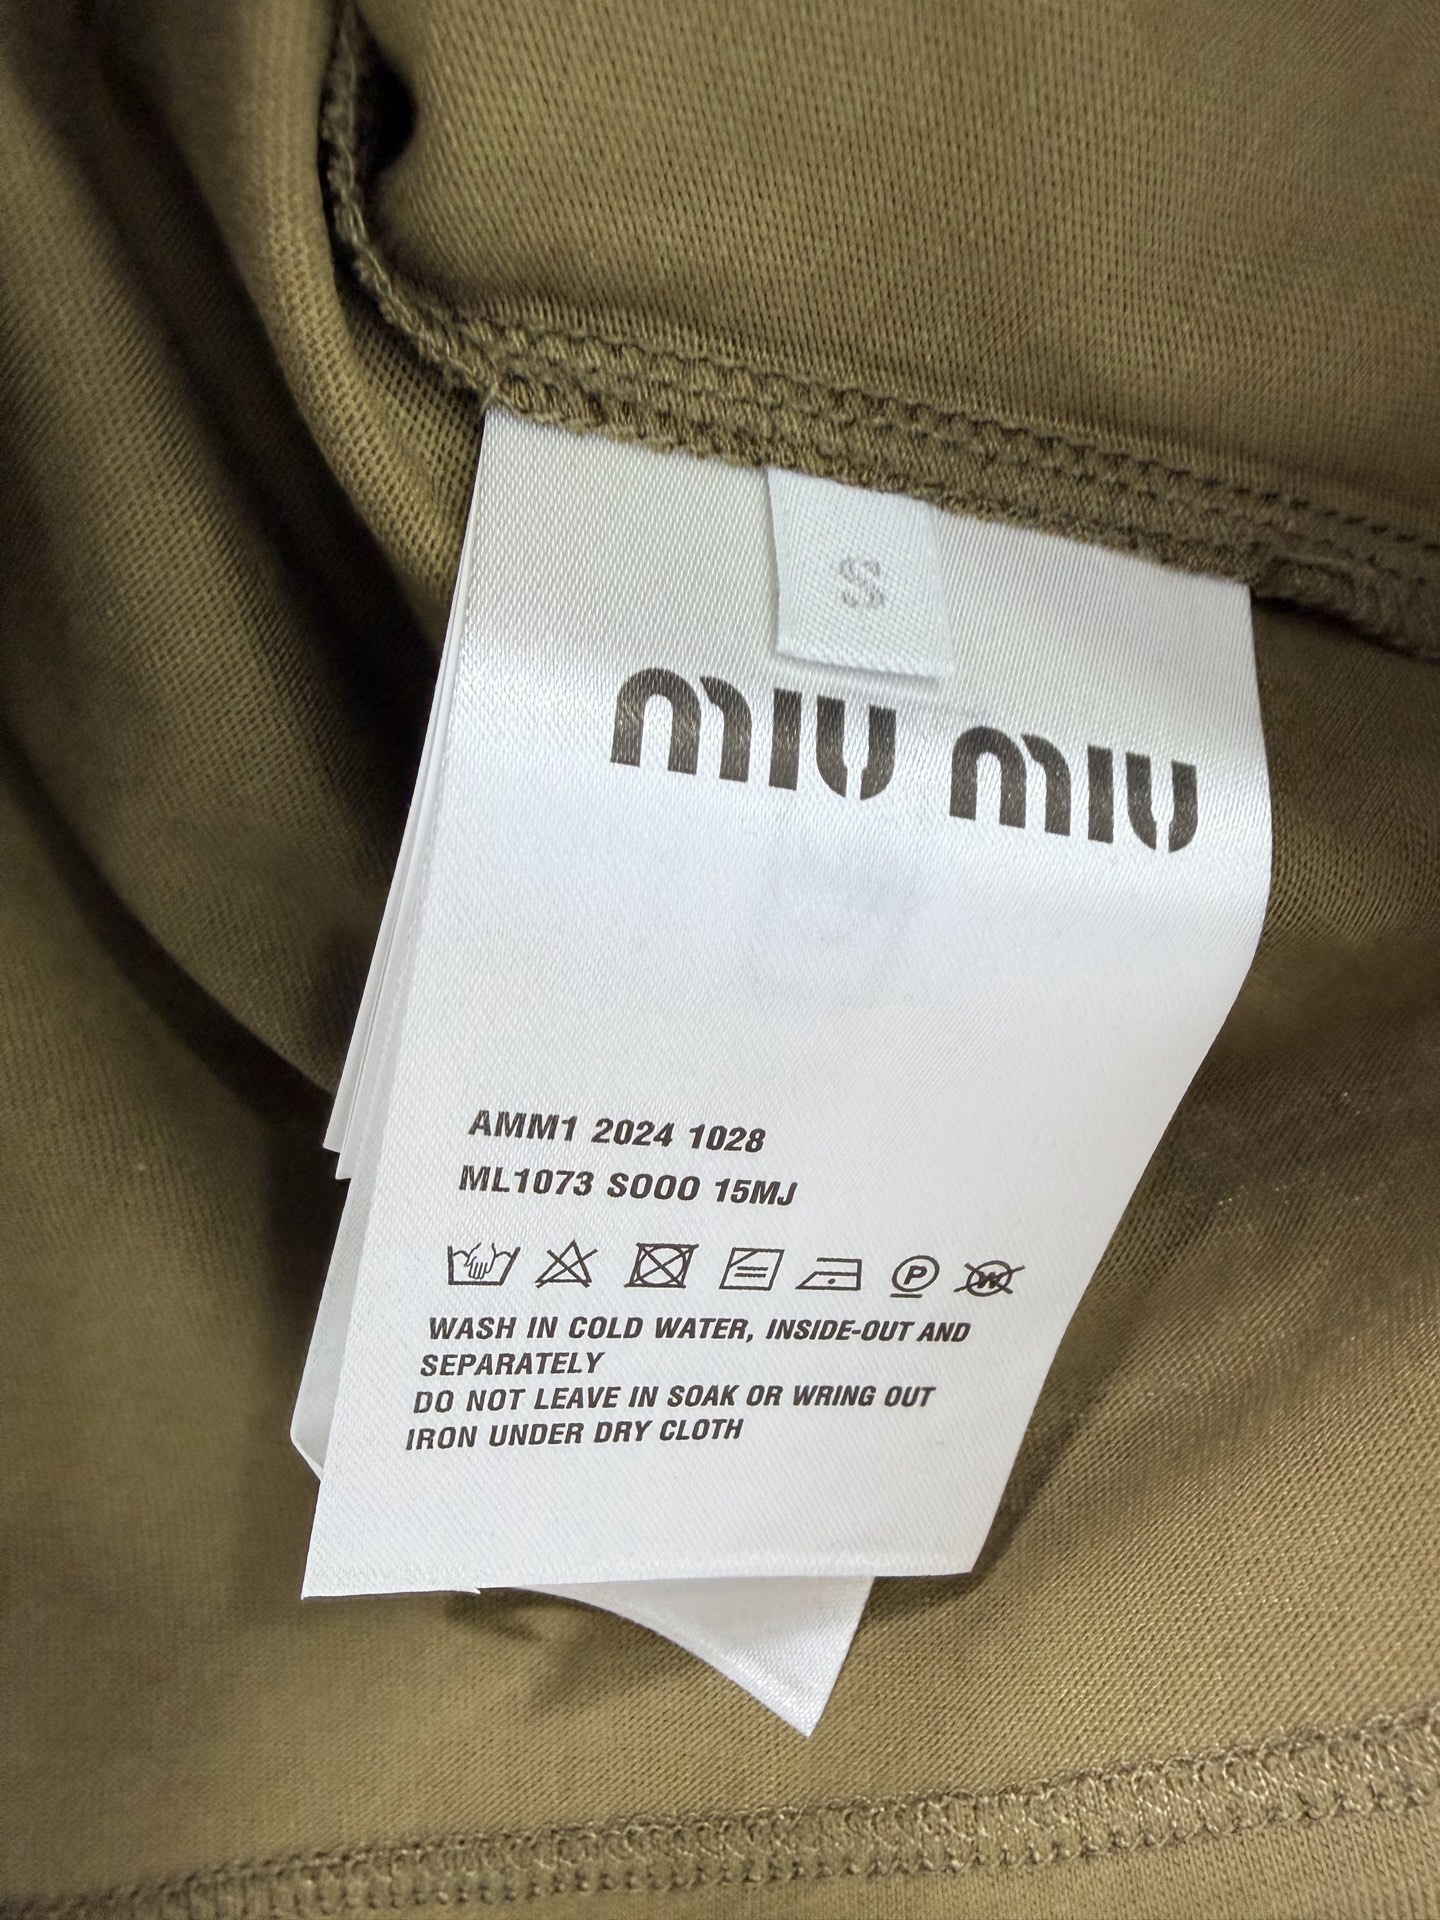 S
MIU MIU
AMM1 2024 1028
ML1073 S000 15MJ
P W
WASH IN COLD WATER, INSIDE-OUT AND
SEPARATELY
DO NOT LEAVE IN SOAK OR WRING OUT
IRON UNDER DRY CLOTH